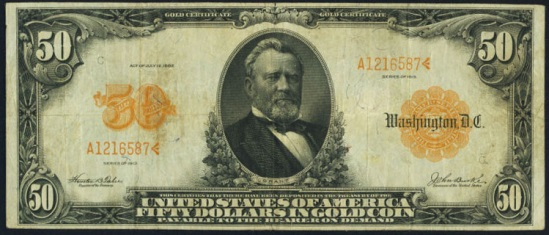 GOLD CERTIFICATE GOLD CERTIFICATE
50 50
C
ACT OF JULY 12, 1882
A1216587
SERIES OF 1913
50
Washington, D.C.
A1216587
SERIES OF 1913
GRANT
50 50
THIS CERTIFIES THAT THERE HAVE BEEN DEPOSITED IN THE TREASURY OF THE
UNITED STATES OF AMERICA
FIFTY DOLLARS IN GOLD COIN
PAYABLE TO THE BEARER ON DEMAND